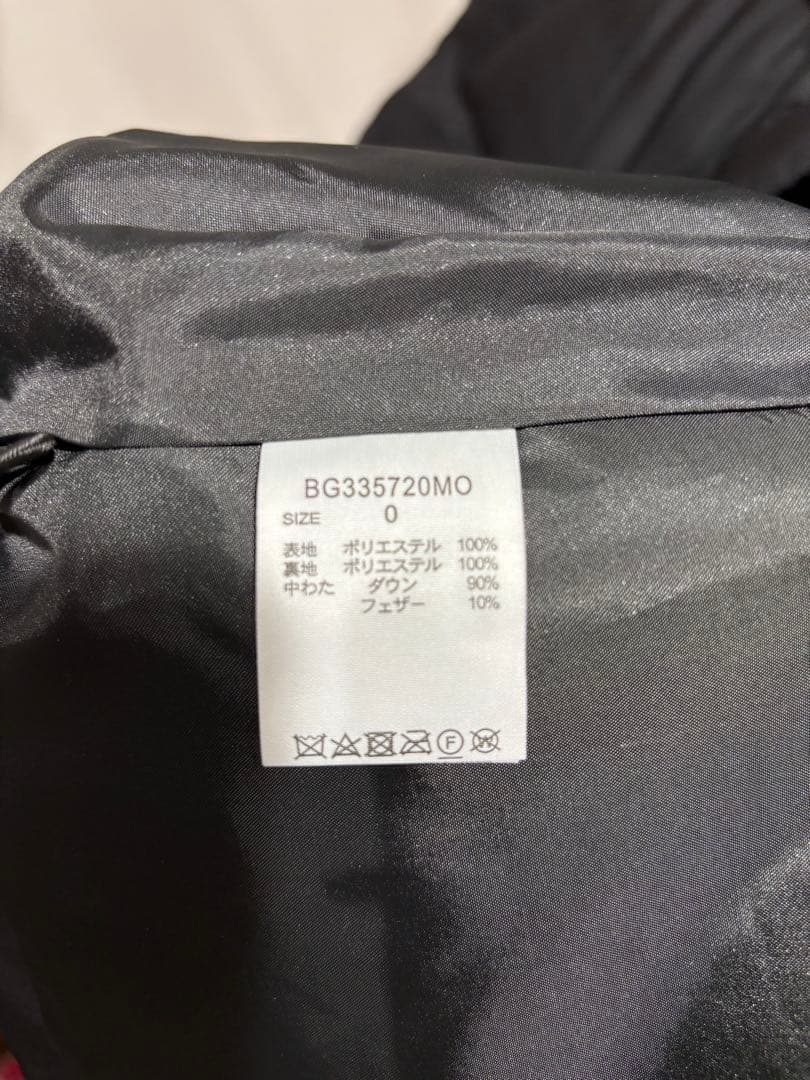 BG335720MO
SIZE 0
表地 ポリエステル 100%
裏地 ポリエステル 100%
中わた ダウン 90%
フェザー 10%
F W